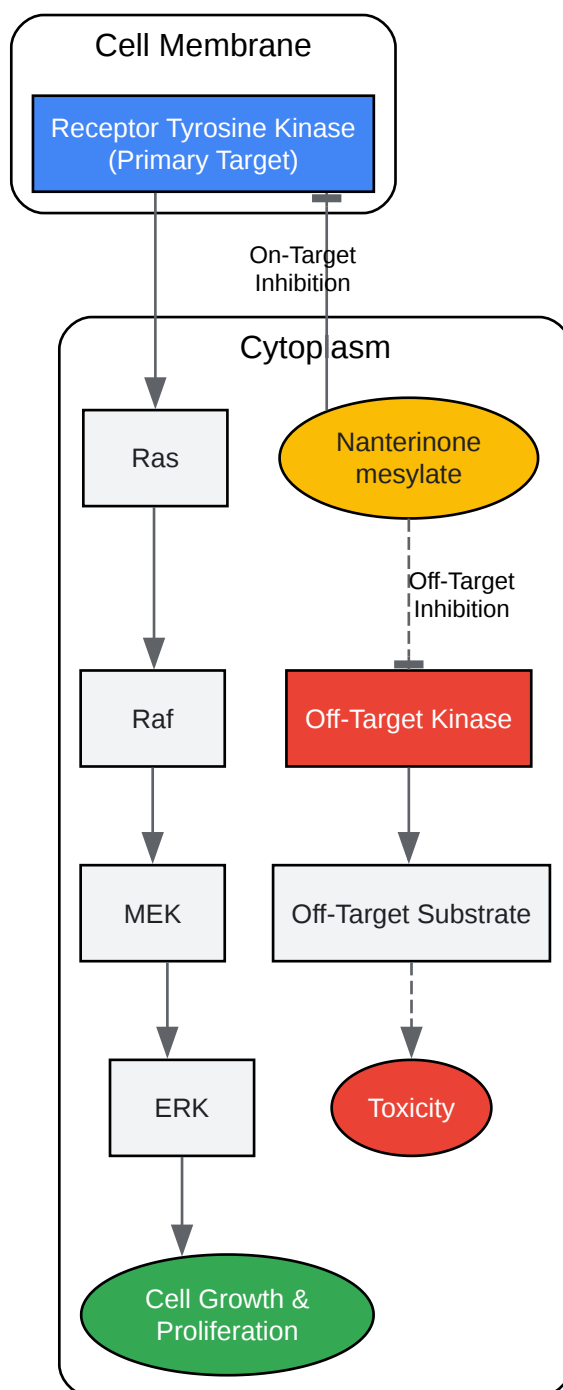 Cell Membrane
Receptor Tyrosine Kinase
(Primary Target)
On-Target
Inhibition
Cytoplasm
Ras
Nanterinone
mesylate
Off-Target
Inhibition
Raf
Off-Target Kinase
MEK
Off-Target Substrate
ERK
Toxicity
Cell Growth &
Proliferation